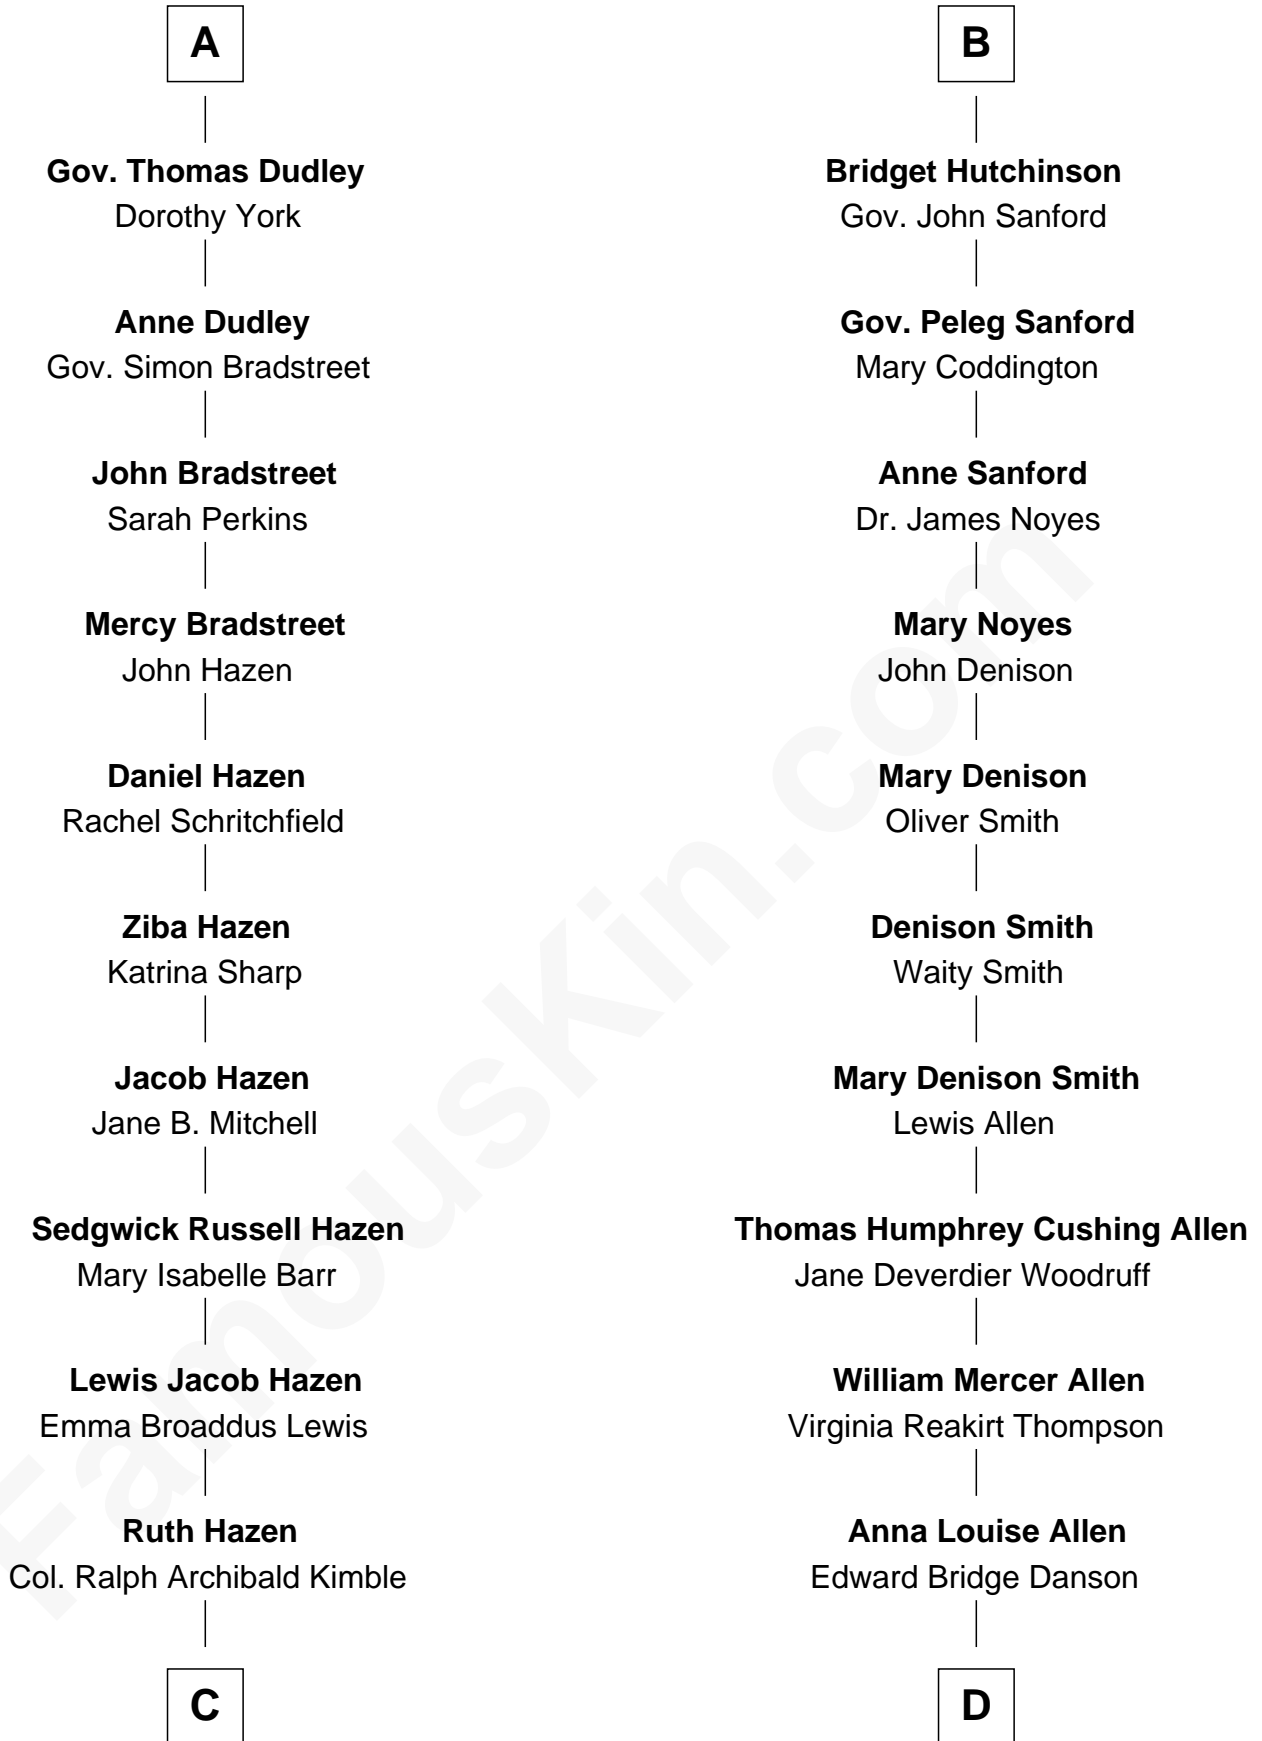 A
Gov. Thomas Dudley
Dorothy York
Anne Dudley
Gov. Simon Bradstreet
John Bradstreet
Sarah Perkins
Mercy Bradstreet
John Hazen
Daniel Hazen
Rachel Schritchfield
Ziba Hazen
Katrina Sharp
Jacob Hazen
Jane B. Mitchell
Sedgwick Russell Hazen
Mary Isabelle Barr
Lewis Jacob Hazen
Emma Broaddus Lewis
Ruth Hazen
Col. Ralph Archibald Kimble
C
B
Bridget Hutchinson
Gov. John Sanford
Gov. Peleg Sanford
Mary Coddington
Anne Sanford
Dr. James Noyes
Mary Noyes
John Denison
Mary Denison
Oliver Smith
Denison Smith
Waity Smith
Mary Denison Smith
Lewis Allen
Thomas Humphrey Cushing Allen
Jane Deverdier Woodruff
William Mercer Allen
Virginia Reakirt Thompson
Anna Louise Allen
Edward Bridge Danson
D
FamousKin.com